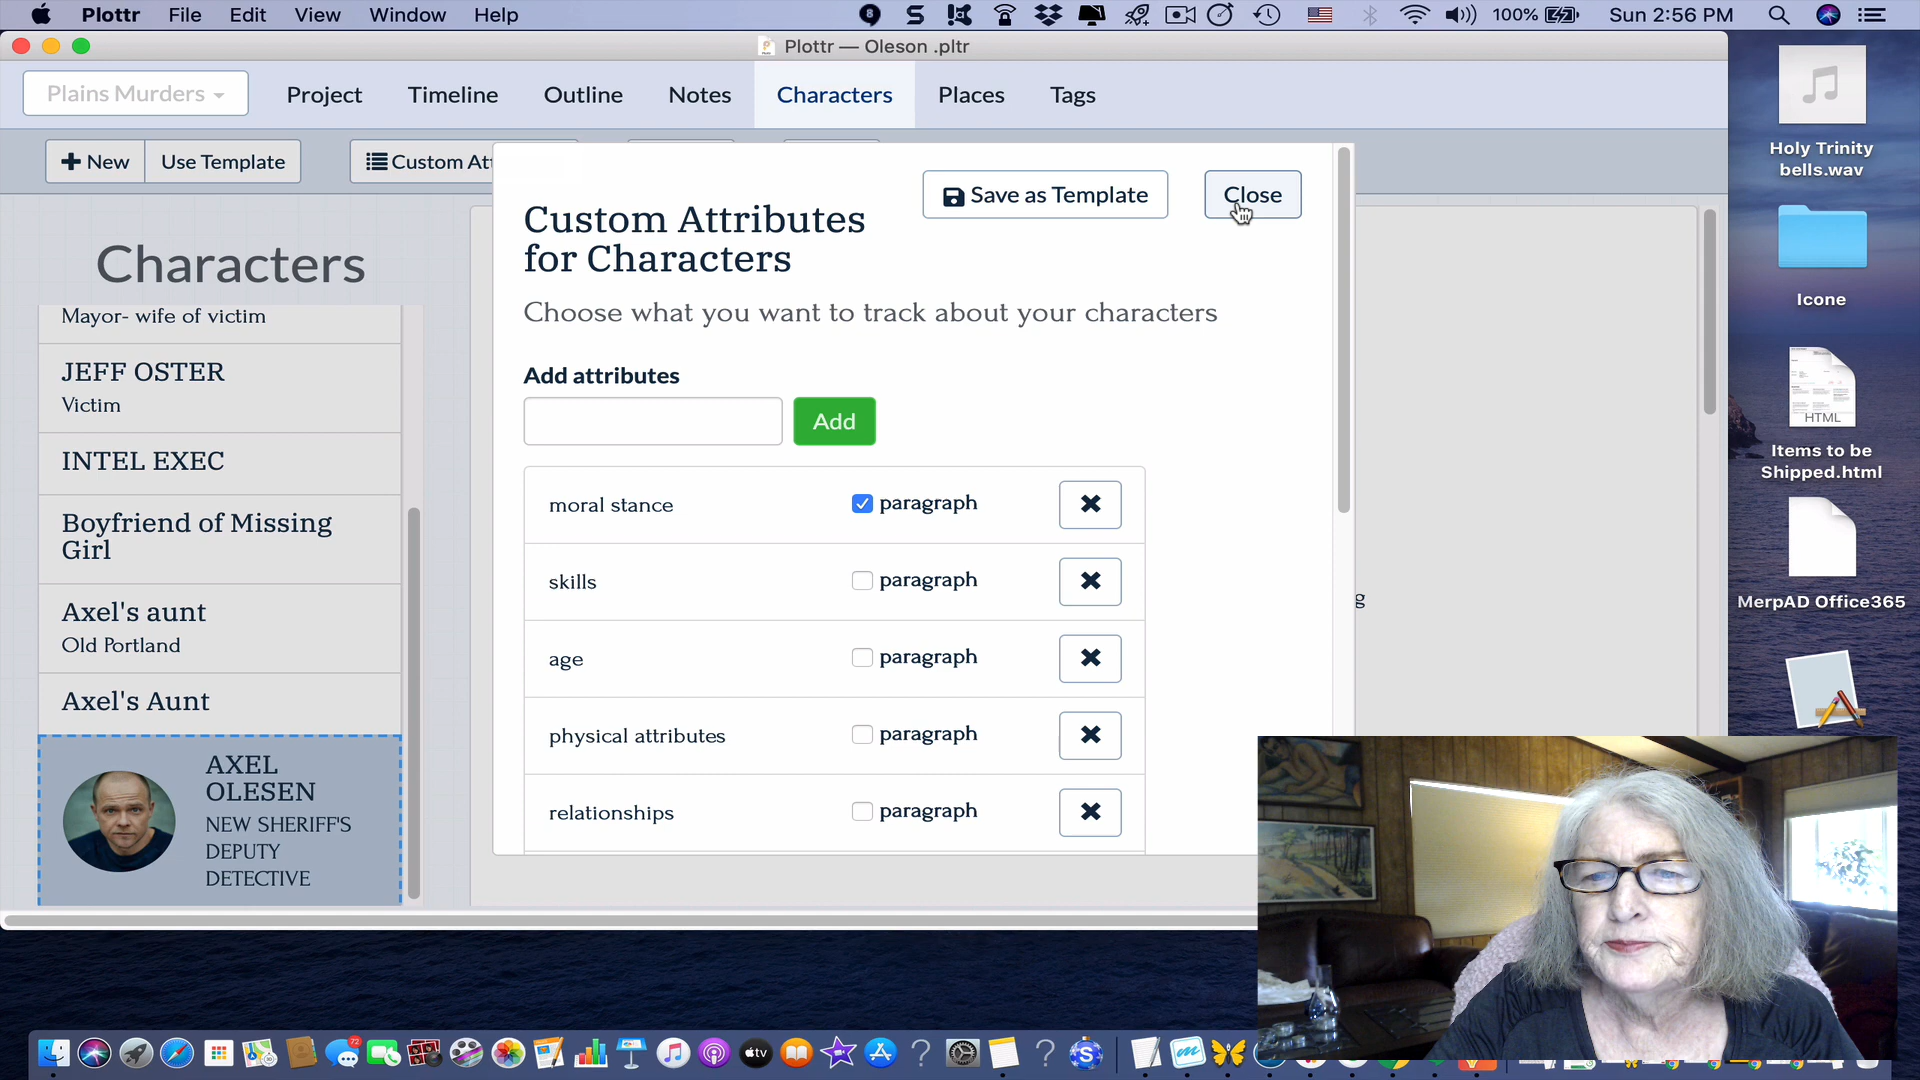 Plottr File Edit View Window Help 100% Sun 2:56 PM
Plottr — Oleson .pltr
Plains Murders Project Timeline Outline Notes Characters Places Tags
New Use Template Custom Att
Characters
Mayor- wife of victim
JEFF OSTER
Victim
INTEL EXEC
Boyfriend of Missing
Girl
Axel's aunt
Old Portland
Axel's Aunt
AXEL
OLESEN
NEW SHERIFF'S
DEPUTY
DETECTIVE
Save as Template Close
Custom Attributes
for Characters
Choose what you want to track about your characters
Add attributes
Add
moral stance paragraph
skills paragraph
age paragraph
physical attributes paragraph
relationships paragraph
g
Holy Trinity
bells.wav
Icone
HTML
Items to be
Shipped.html
MerpAD Office365
72
tv